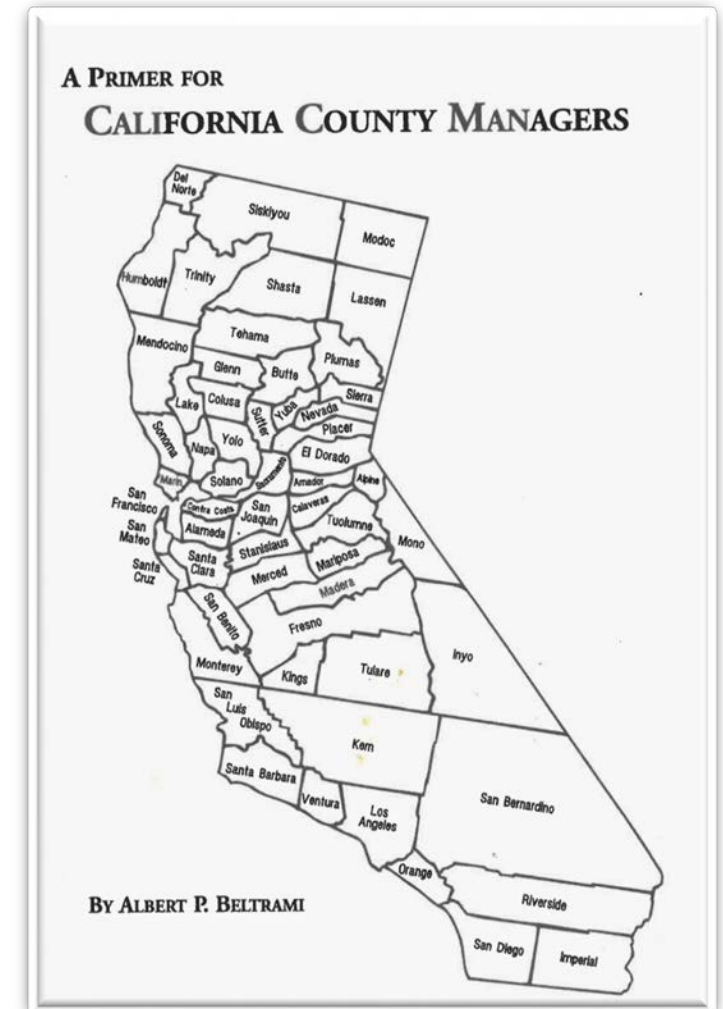 A PRIMER FOR
CALIFORNIA COUNTY MANAGERS
Del
Norte
Siskiyou
Modoc
Humboldt
Trinity
Shasta
Lassen
Mendocino
Tehama
Plumas
Glenn
Butte
Lake
Colusa
Sutter
Yuba
Sierra
Nevada
Placer
Sonoma
Napa
Yolo
Sacramento
El Dorado
Marin
Solano
Amador
Alpine
San
Francisco
Contra Costa
San
Joaquin
Calaveras
Tuolumne
San
Mateo
Alameda
Mono
Santa
Cruz
Santa
Clara
Stanislaus
Merced
Mariposa
Madera
San Benito
Fresno
Monterey
Kings
Tulare
Inyo
San
Luis
Obispo
Kern
Santa Barbara
Ventura
Los
Angeles
San Bernardino
Orange
Riverside
San Diego
Imperial
BY ALBERT P. BELTRAMI